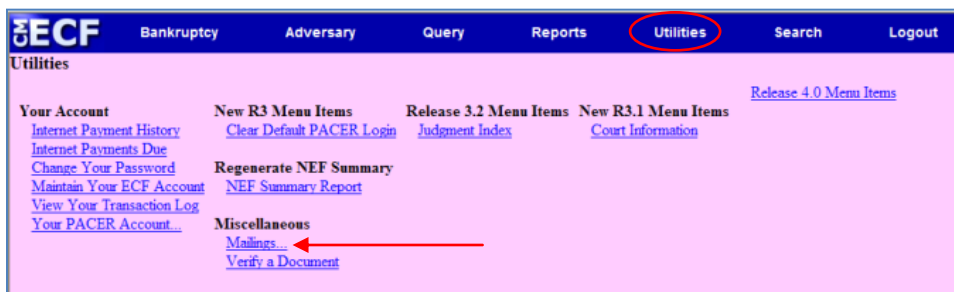 CM ECF Bankruptcy Adversary Query Reports Utilities Search Logout
Utilities
Release 4.0 Menu Items
Your Account New R3 Menu Items Release 3.2 Menu Items New R3.1 Menu Items
Internet Payment History Clear Default PACER Login Judgment Index Court Information
Internet Payments Due
Change Your Password Regenerate NEF Summary
Maintain Your ECF Account NEF Summary Report
View Your Transaction Log
Your PACER Account... Miscellaneous
Mailings...
Verify a Document